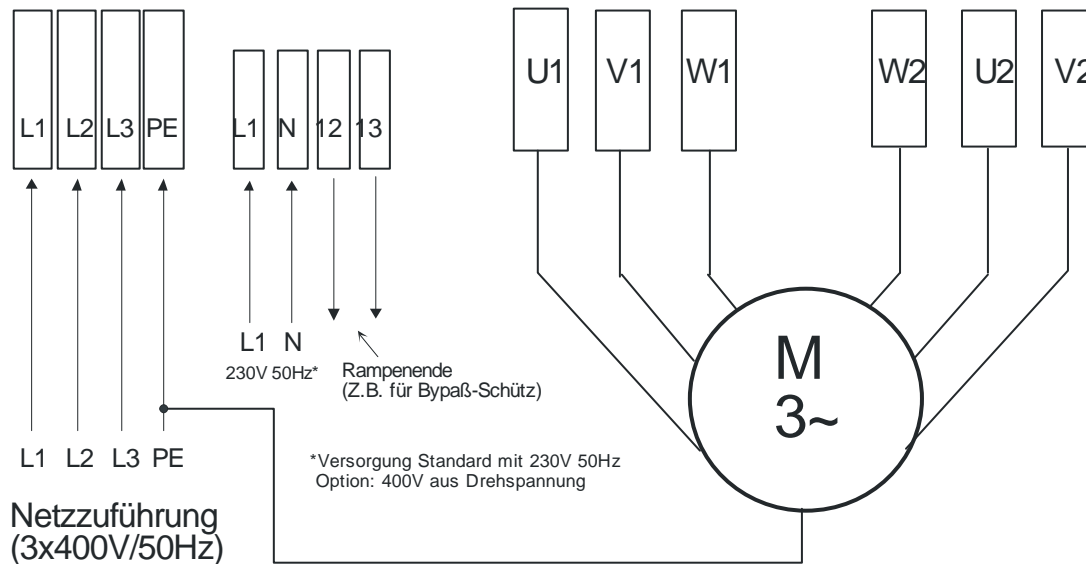 U1 V1 W1 W2 U2 V2
L1 L2 L3 PE
L1 N 12 13
L1 N
230V 50Hz*
Rampenende
(Z.B. für Bypaß-Schütz)
M
3~
L1 L2 L3 PE
*Versorgung Standard mit 230V 50Hz
Option: 400V aus Drehspannung
Netzzuführung
(3x400V/50Hz)